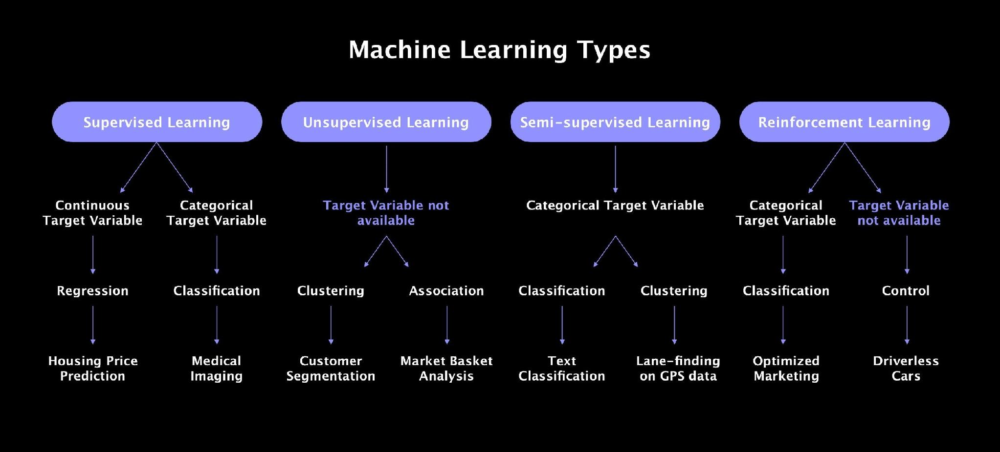 Machine Learning Types
Supervised Learning
Unsupervised Learning
Semi-supervised Learning
Reinforcement Learning
Continuous
Target Variable
Categorical
Target Variable
Target Variable not
available
Categorical Target Variable
Categorical
Target Variable
Target Variable
not available
Regression
Classification
Clustering
Association
Classification
Clustering
Classification
Control
Housing Price
Prediction
Medical
Imaging
Customer
Segmentation
Market Basket
Analysis
Text
Classification
Lane-finding
on GPS data
Optimized
Marketing
Driverless
Cars